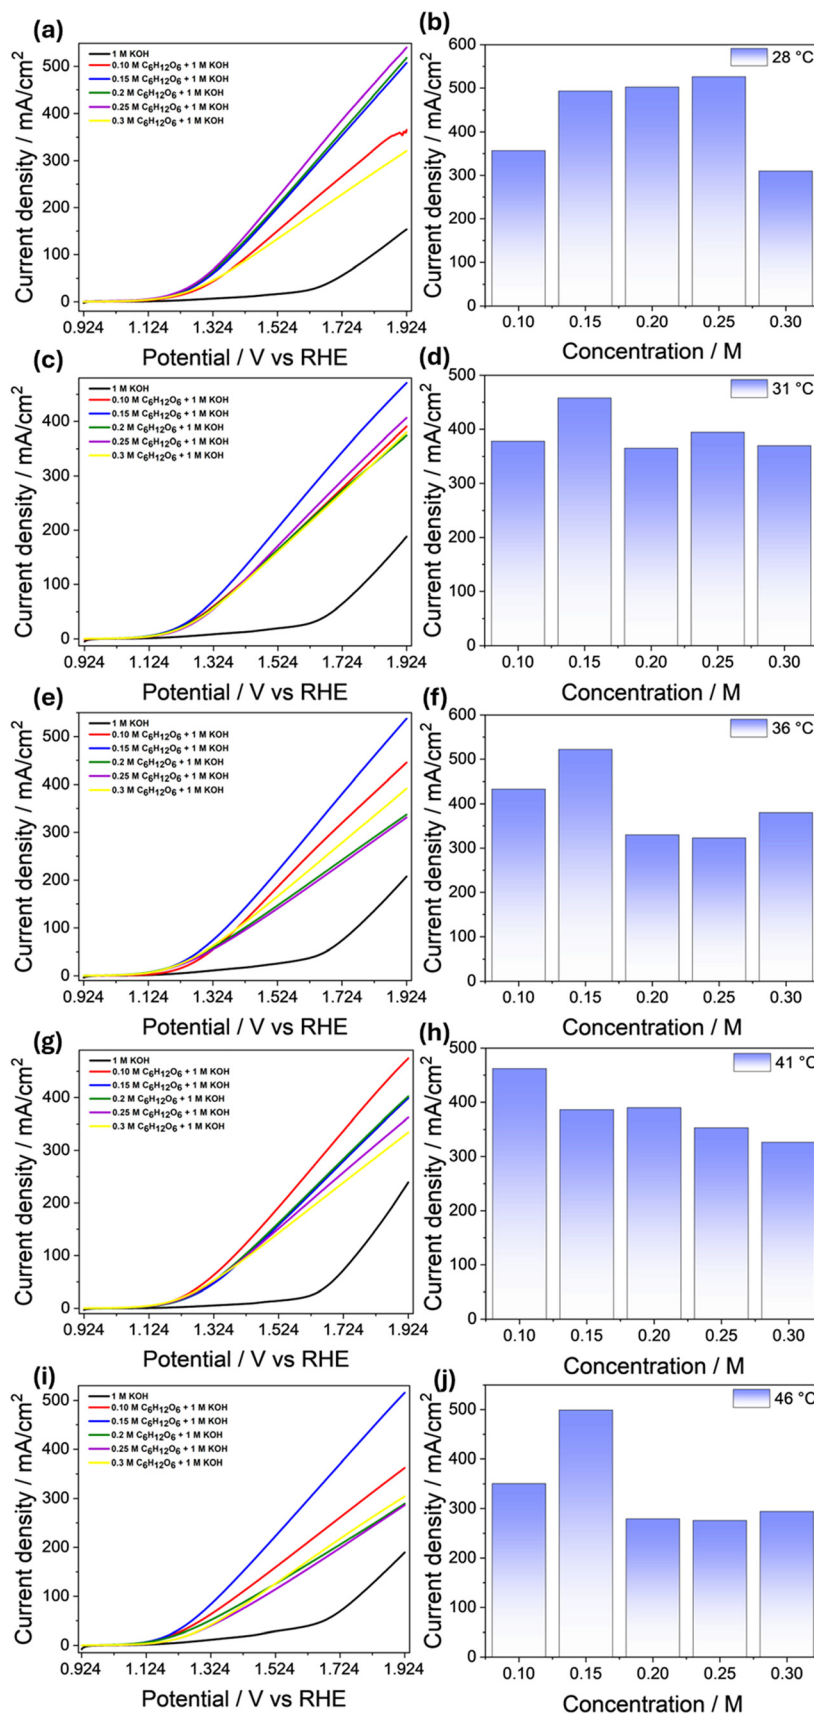 (a)
1 M KOH
0.10 M C6H12O6 + 1 M KOH
0.15 M C6H12O6 + 1 M KOH
0.2 M C6H12O6 + 1 M KOH
0.25 M C6H12O6 + 1 M KOH
0.3 M C6H12O6 + 1 M KOH
500
400
300
200
100
0
Current density / mA/cm2
0.924 1.124 1.324 1.524 1.724 1.924
Potential / V vs RHE
(b)
28 °C
600
500
400
300
200
100
0
Current density / mA/cm2
0.10 0.15 0.20 0.25 0.30
Concentration / M
(c)
1 M KOH
0.10 M C6H12O6 + 1 M KOH
0.15 M C6H12O6 + 1 M KOH
0.2 M C6H12O6 + 1 M KOH
0.25 M C6H12O6 + 1 M KOH
0.3 M C6H12O6 + 1 M KOH
400
300
200
100
0
Current density / mA/cm2
0.924 1.124 1.324 1.524 1.724 1.924
Potential / V vs RHE
(d)
31 °C
500
400
300
200
100
0
Current density / mA/cm2
0.10 0.15 0.20 0.25 0.30
Concentration / M
(e)
1 M KOH
0.10 M C6H12O6 + 1 M KOH
0.15 M C6H12O6 + 1 M KOH
0.2 M C6H12O6 + 1 M KOH
0.25 M C6H12O6 + 1 M KOH
0.3 M C6H12O6 + 1 M KOH
500
400
300
200
100
0
Current density / mA/cm2
0.924 1.124 1.324 1.524 1.724 1.924
Potential / V vs RHE
(f)
36 °C
600
500
400
300
200
100
0
Current density / mA/cm2
0.10 0.15 0.20 0.25 0.30
Concentration / M
(g)
1 M KOH
0.10 M C6H12O6 + 1 M KOH
0.15 M C6H12O6 + 1 M KOH
0.2 M C6H12O6 + 1 M KOH
0.25 M C6H12O6 + 1 M KOH
0.3 M C6H12O6 + 1 M KOH
400
300
200
100
0
Current density / mA/cm2
0.924 1.124 1.324 1.524 1.724 1.924
Potential / V vs RHE
(h)
41 °C
500
400
300
200
100
0
Current density / mA/cm2
0.10 0.15 0.20 0.25 0.30
Concentration / M
(i)
1 M KOH
0.10 M C6H12O6 + 1 M KOH
0.15 M C6H12O6 + 1 M KOH
0.2 M C6H12O6 + 1 M KOH
0.25 M C6H12O6 + 1 M KOH
0.3 M C6H12O6 + 1 M KOH
500
400
300
200
100
0
Current density / mA/cm2
0.924 1.124 1.324 1.524 1.724 1.924
Potential / V vs RHE
(j)
46 °C
500
400
300
200
100
0
Current density / mA/cm2
0.10 0.15 0.20 0.25 0.30
Concentration / M